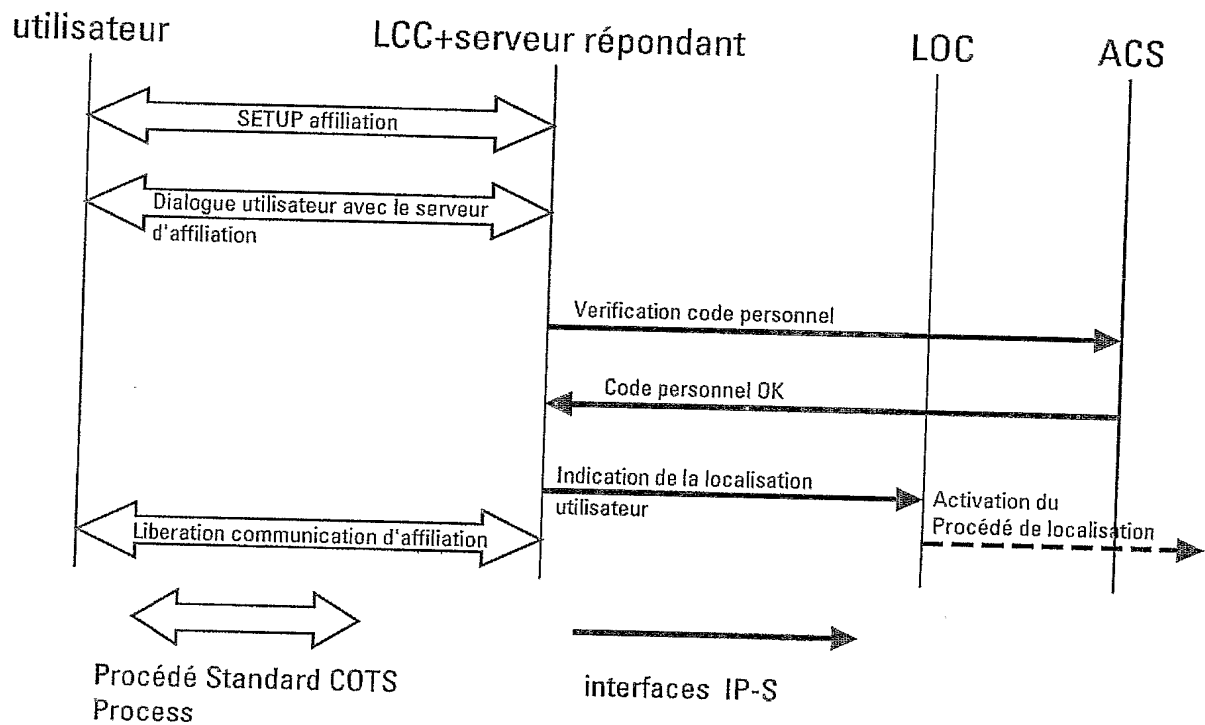 utilisateur
LCC+serveur répondant
LOC
ACS
SETUP affiliation
Dialogue utilisateur avec le serveur
d'affiliation
Verification code personnel
Code personnel OK
Indication de la localisation
utilisateur
Activation du
Procédé de localisation
Liberation communication d'affiliation
Procédé Standard COTS
Process
interfaces IP-S